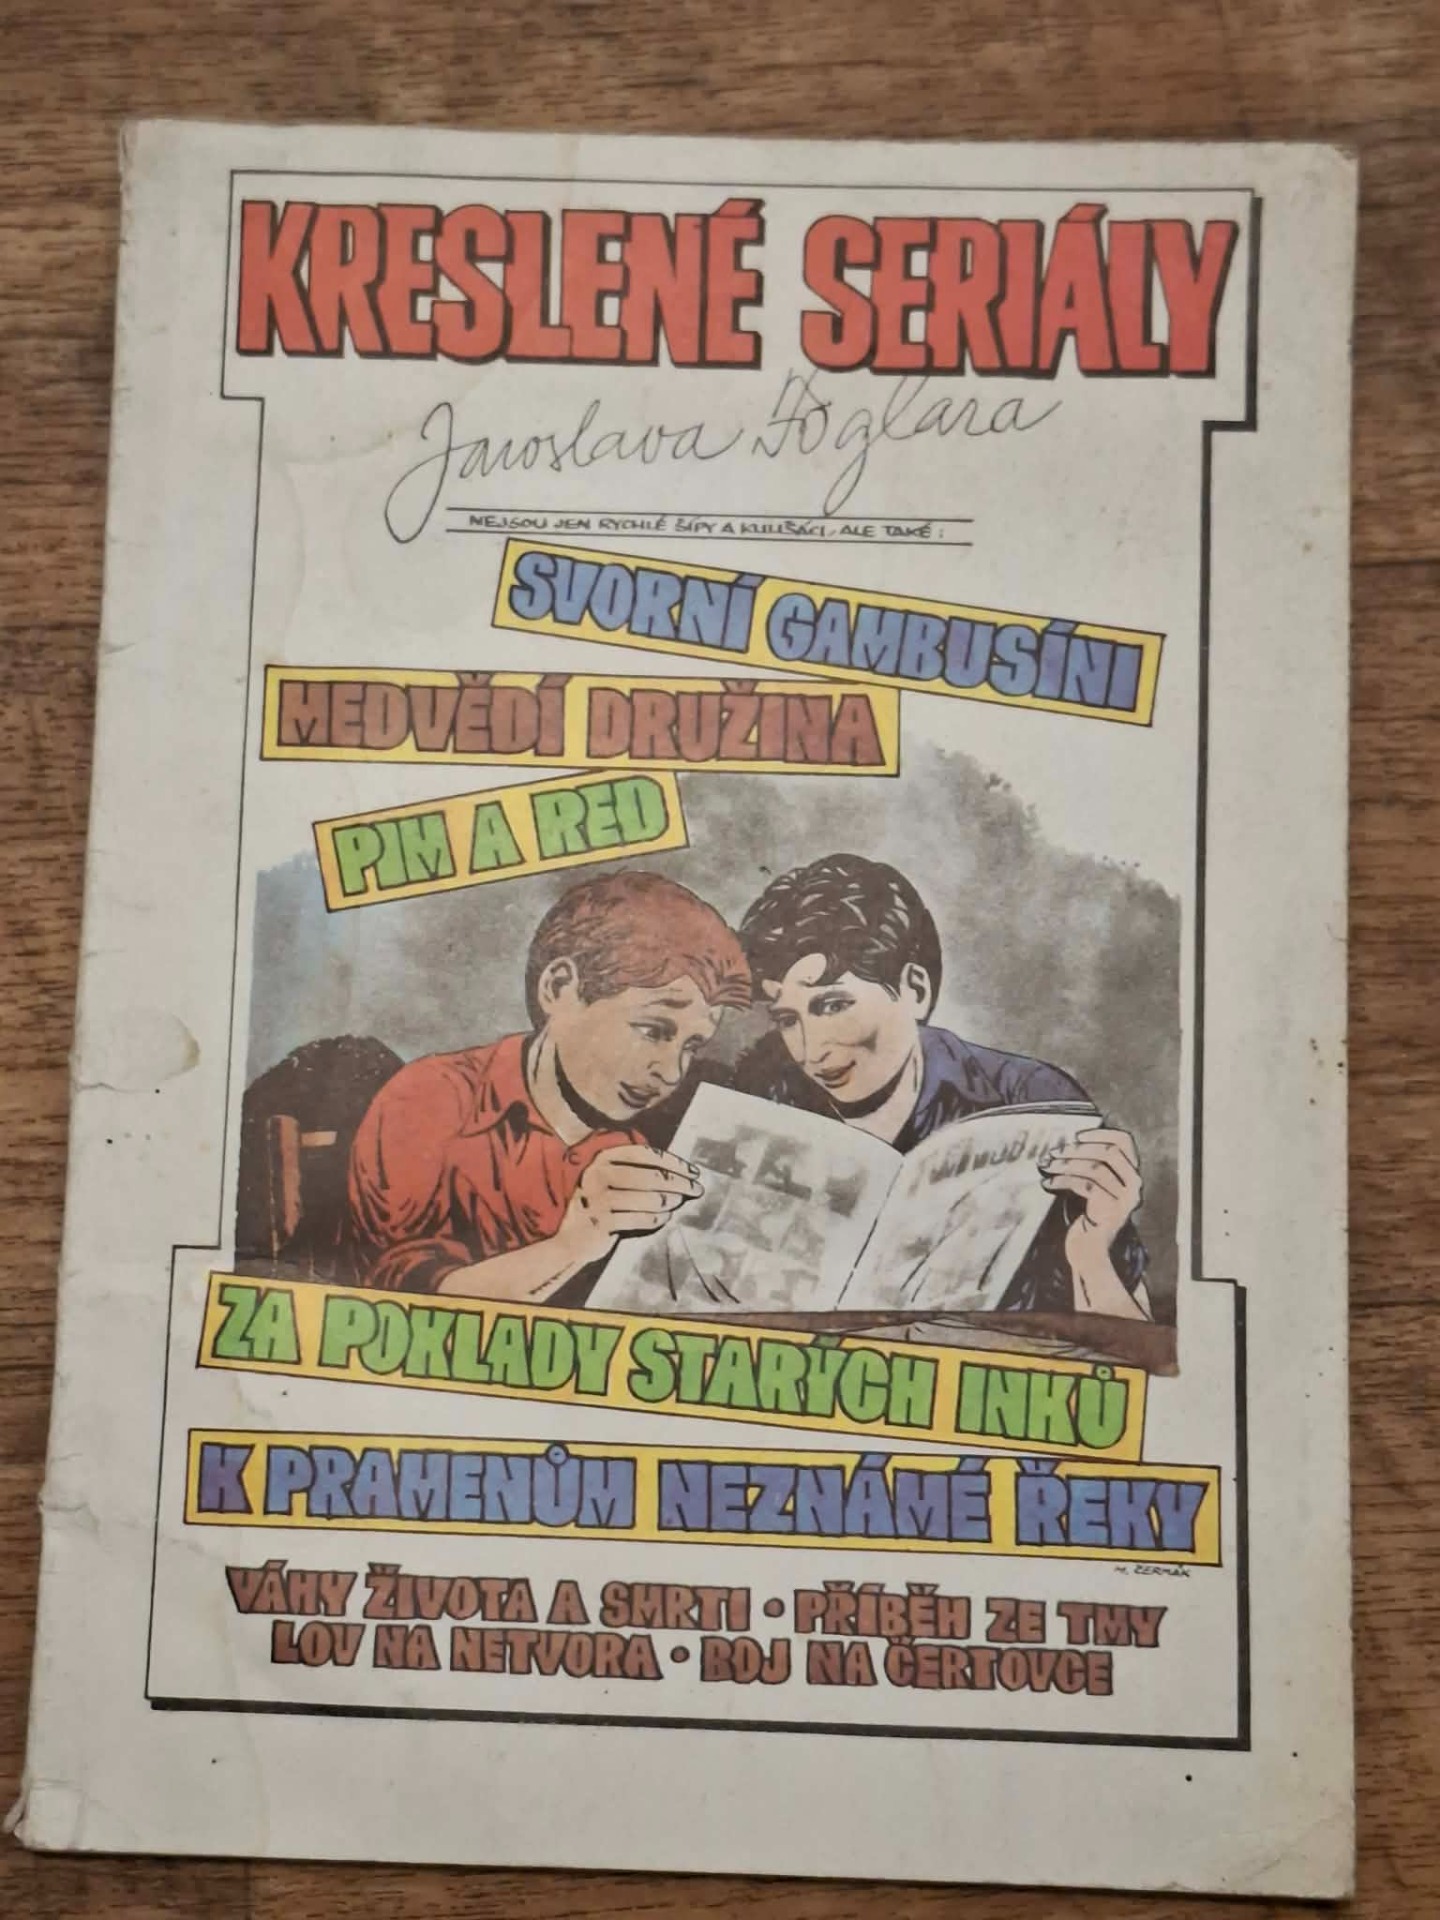 KRESLENÉ SERIÁLY
Jaroslava Foglara
NEJSOU JEN RYCHLÉ ŠÍPY A KULIŠÁCI, ALE TAKÉ:
SVORNÍ GAMBUSÍNI
MEDVĚDÍ DRUŽINA
PIM A RED
ZA POKLADY STARÝCH INKŮ
K PRAMENŮM NEZNÁMÉ ŘEKY
M. ČERMÁK
VÁHY ŽIVOTA A SMRTI • PŘÍBĚH ZE TMY
LOV NA NETVORA • BOJ NA ČERTOVCE